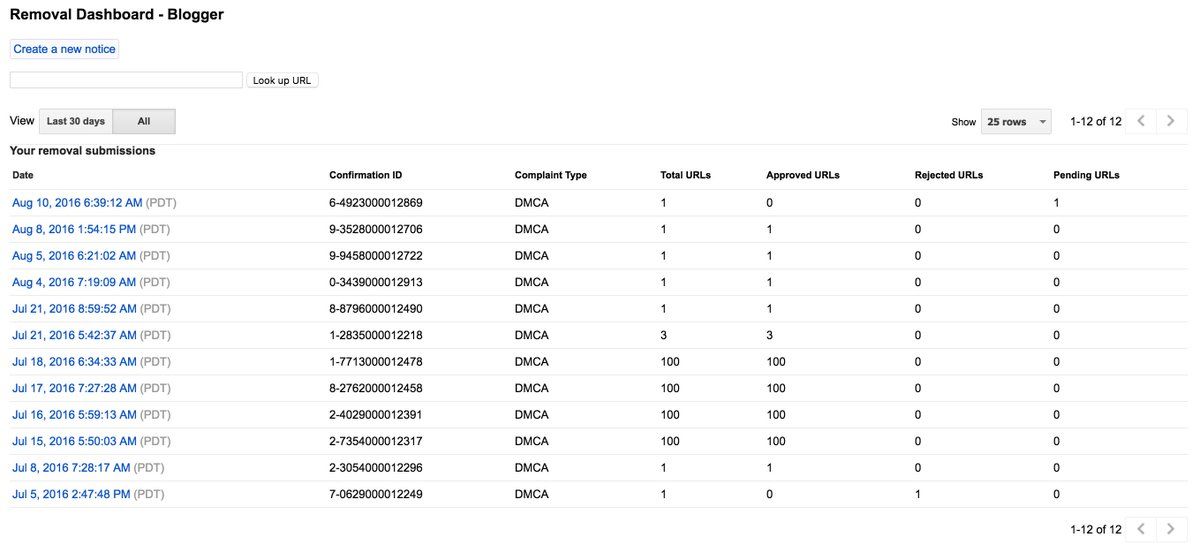 Removal Dashboard - Blogger
Create a new notice
Look up URL
View Last 30 days All Show 25 rows 1-12 of 12
Your removal submissions
Date Confirmation ID Complaint Type Total URLs Approved URLs Rejected URLs Pending URLs
Aug 10, 2016 6:39:12 AM (PDT) 6-4923000012869 DMCA 1 0 0 1
Aug 8, 2016 1:54:15 PM (PDT) 9-3528000012706 DMCA 1 1 0 0
Aug 5, 2016 6:21:02 AM (PDT) 9-9458000012722 DMCA 1 1 0 0
Aug 4, 2016 7:19:09 AM (PDT) 0-3439000012913 DMCA 1 1 0 0
Jul 21, 2016 8:59:52 AM (PDT) 8-8796000012490 DMCA 1 1 0 0
Jul 21, 2016 5:42:37 AM (PDT) 1-2835000012218 DMCA 3 3 0 0
Jul 18, 2016 6:34:33 AM (PDT) 1-7713000012478 DMCA 100 100 0 0
Jul 17, 2016 7:27:28 AM (PDT) 8-2762000012458 DMCA 100 100 0 0
Jul 16, 2016 5:59:13 AM (PDT) 2-4029000012391 DMCA 100 100 0 0
Jul 15, 2016 5:50:03 AM (PDT) 2-7354000012317 DMCA 100 100 0 0
Jul 8, 2016 7:28:17 AM (PDT) 2-3054000012296 DMCA 1 1 0 0
Jul 5, 2016 2:47:48 PM (PDT) 7-0629000012249 DMCA 1 0 1 0
1-12 of 12